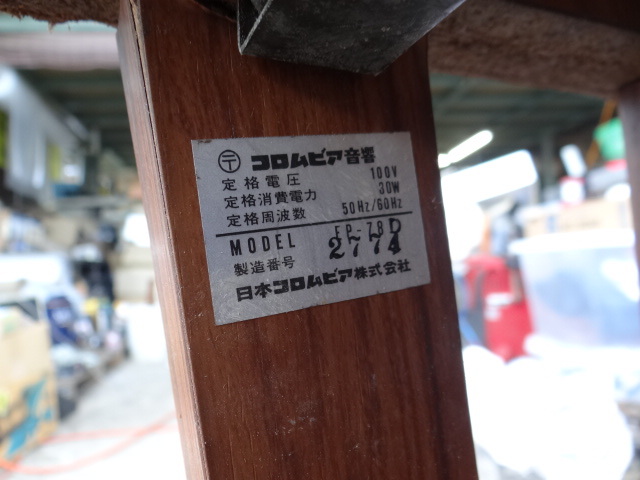 〒 コロムビア音響
定格電圧 100V
定格消費電力 30W
定格周波数 50Hz/60Hz
MODEL EP-7BD
製造番号 2774
日本コロムビア株式会社